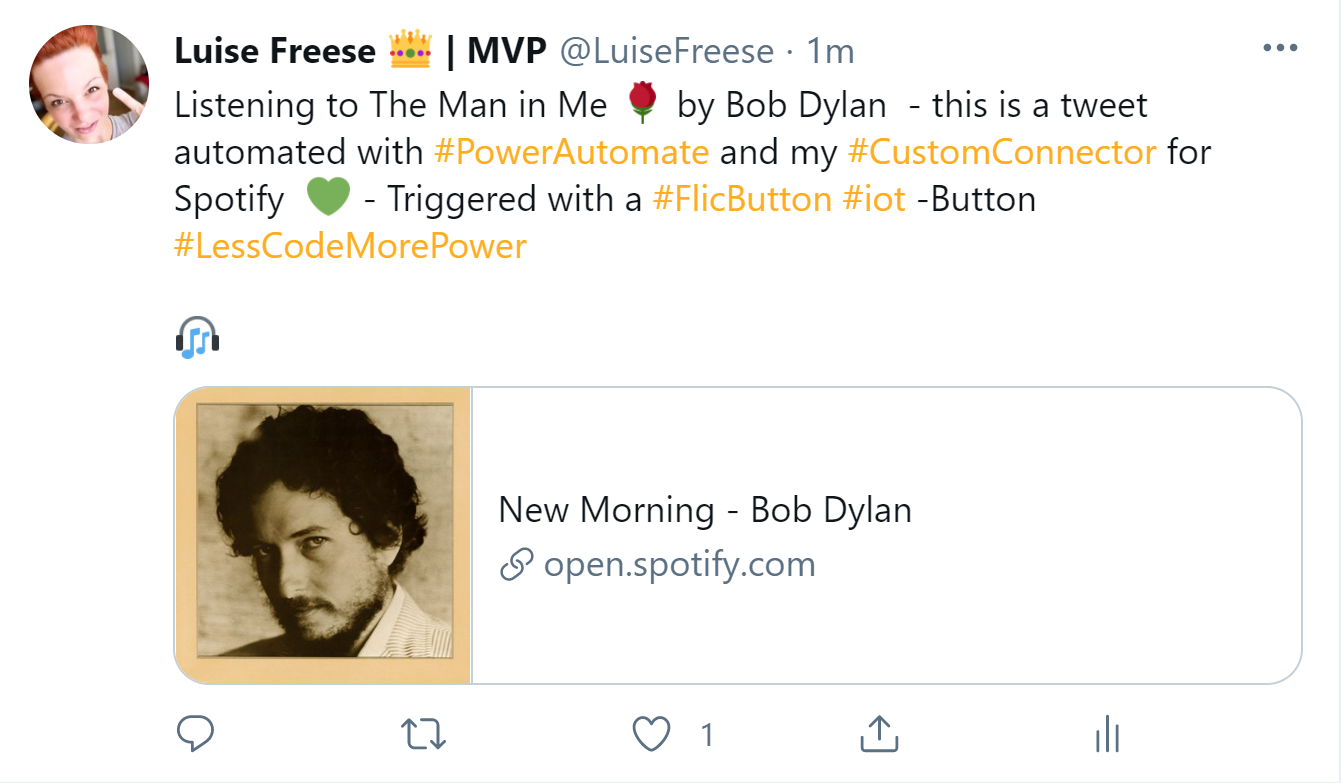 Luise Freese 👑 | MVP @LuiseFreese · 1m
Listening to The Man in Me 🌹 by Bob Dylan - this is a tweet
automated with #PowerAutomate and my #CustomConnector for
Spotify 💚 - Triggered with a #FlicButton #iot -Button
#LessCodeMorePower
New Morning - Bob Dylan
open.spotify.com
1